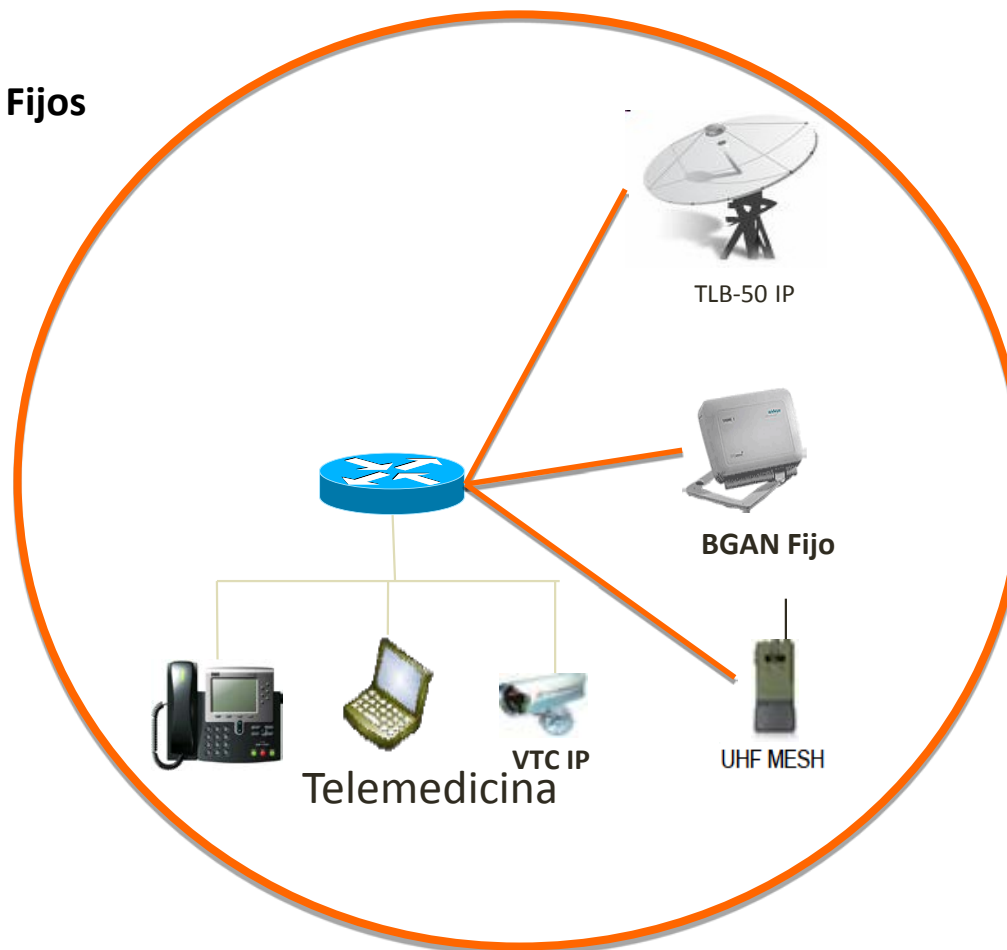 Fijos
TLB-50 IP
BGAN Fijo
VTC IP
UHF MESH
Telemedicina